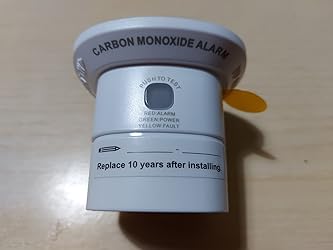 CARBON MONOXIDE ALARM
PUSH TO TEST
RED:ALARM
GREEN:POWER
YELLOW:FAULT
Replace 10 years after installing.